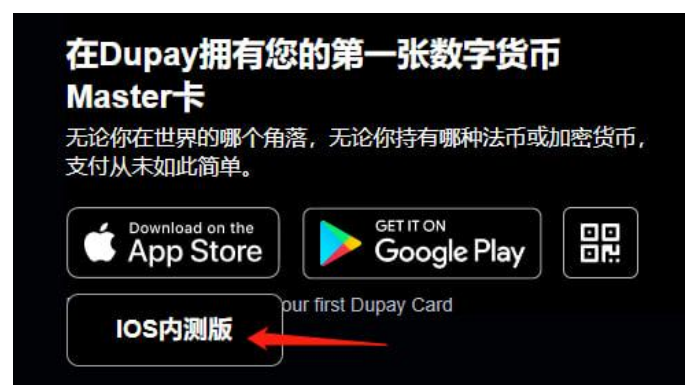 在Dupay拥有您的第一张数字货币
Master卡
无论你在世界的哪个角落，无论你持有哪种法币或加密货币，
支付从未如此简单。
Download on the
App Store
GET IT ON
Google Play
our first Dupay Card
IOS内测版